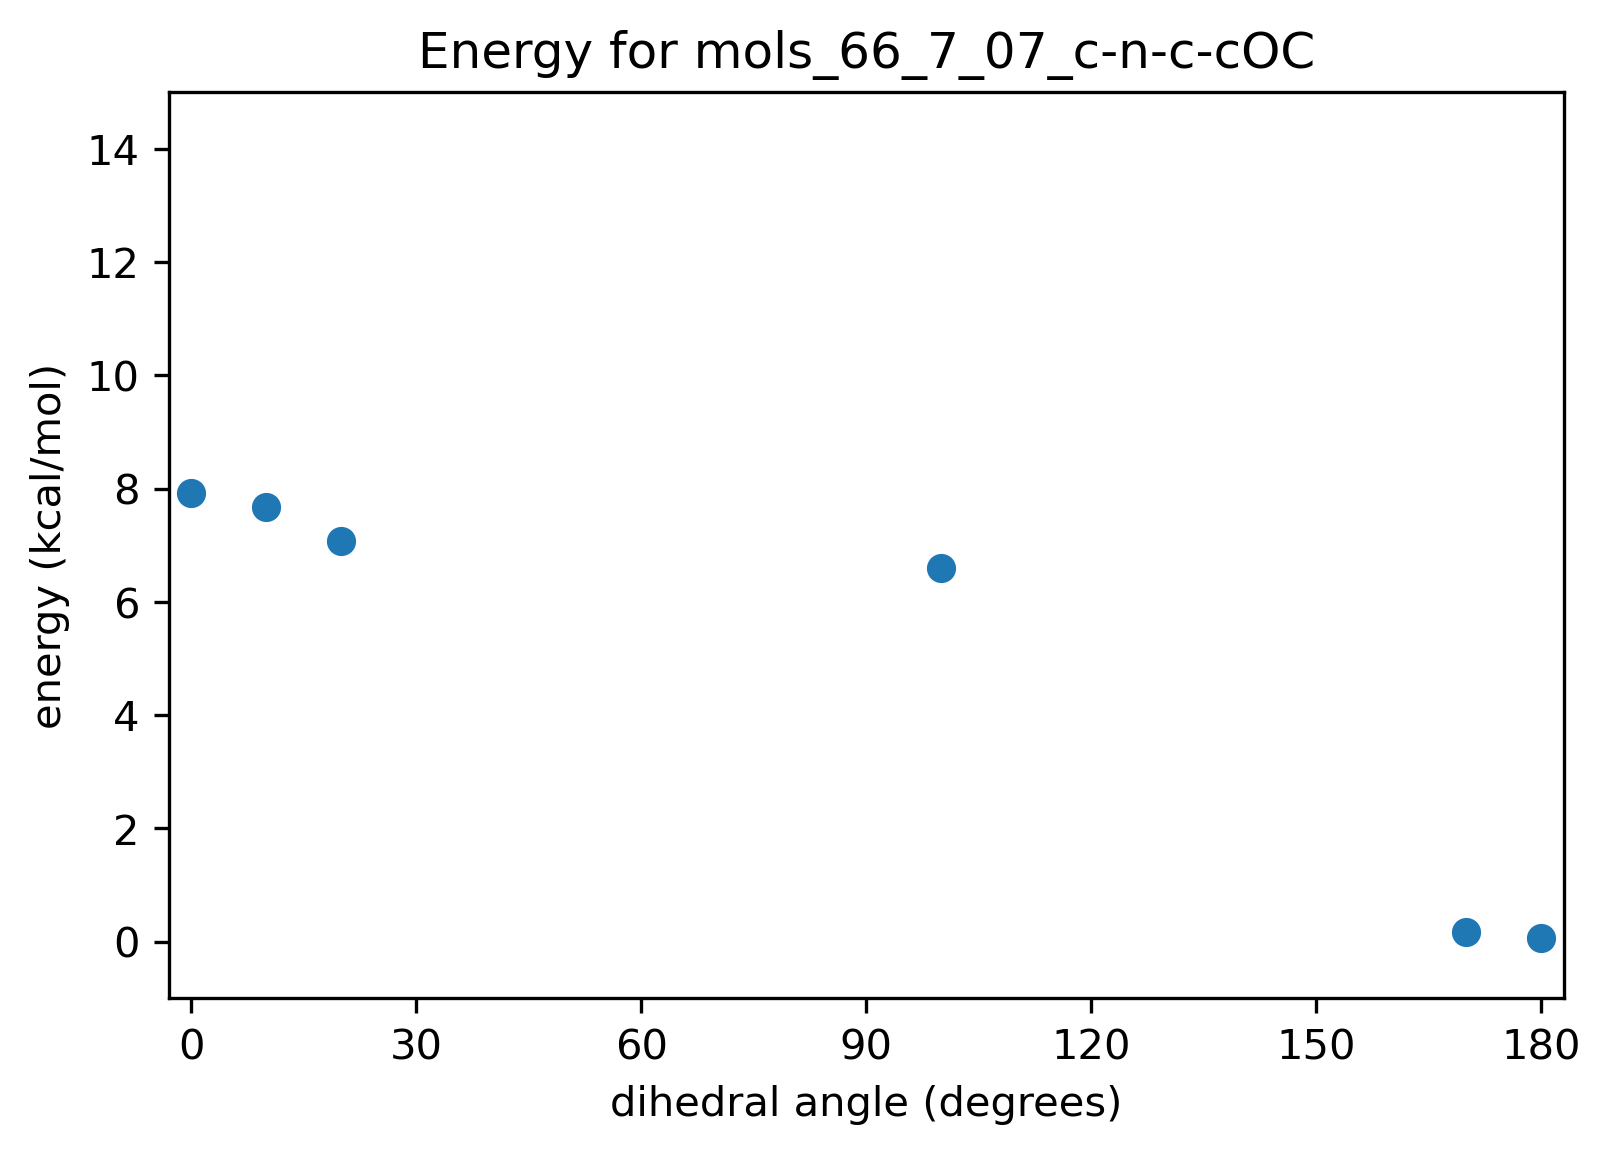 Energy for mols_66_7_07_c-n-c-cOC
14
12
10
8
6
4
2
0
energy (kcal/mol)
0 30 60 90 120 150 180
dihedral angle (degrees)